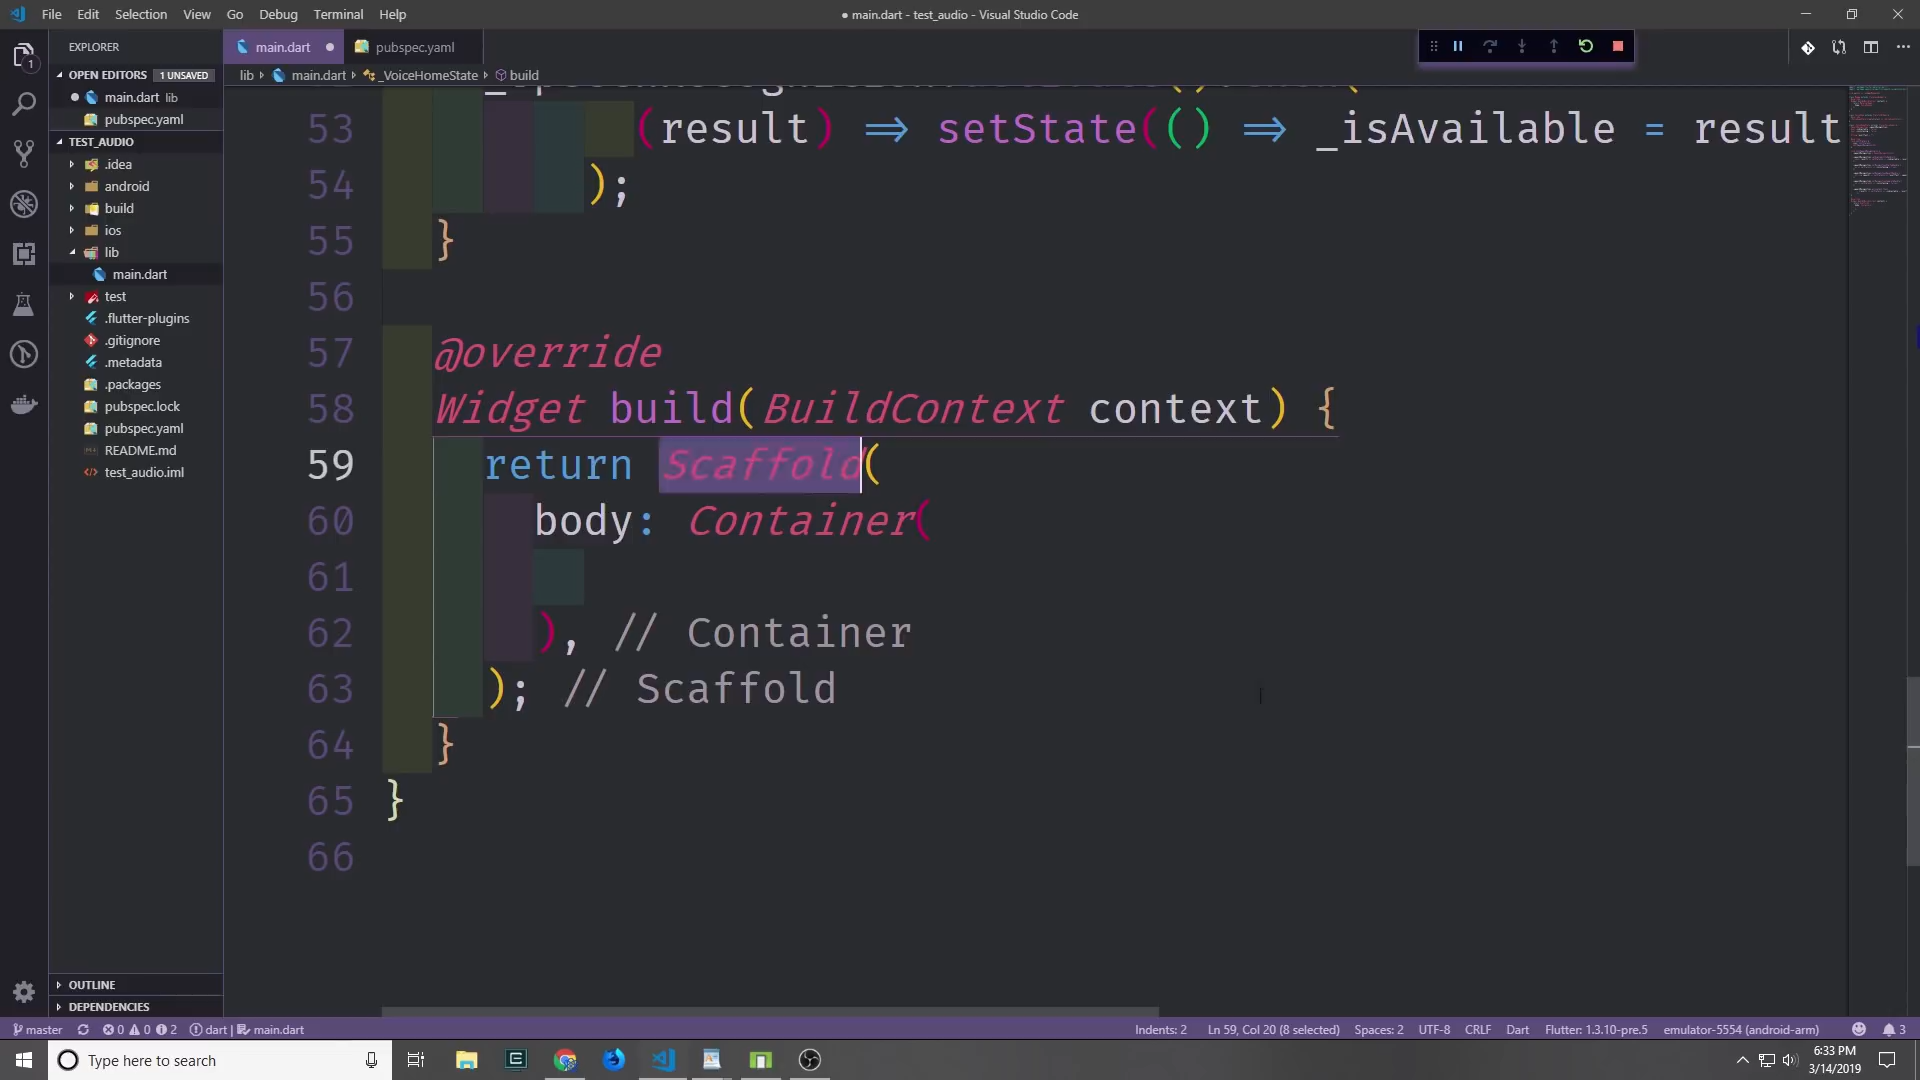 File Edit Selection View Go Debug Terminal Help
● main.dart - test_audio - Visual Studio Code
EXPLORER
main.dart
pubspec.yaml
OPEN EDITORS 1 UNSAVED
main.dart lib
pubspec.yaml
TEST_AUDIO
.idea
android
build
ios
lib
main.dart
test
.flutter-plugins
.gitignore
.metadata
.packages
pubspec.lock
pubspec.yaml
README.md
test_audio.iml
OUTLINE
DEPENDENCIES
lib main.dart _VoiceHomeState build
53 (result) => setState(() => _isAvailable = result
54 );
55 }
56
57 @override
58 Widget build(BuildContext context) {
59 return Scaffold(
60 body: Container(
61
62 ), // Container
63 ); // Scaffold
64 }
65 }
66
master 0 0 2 dart | main.dart
Indents: 2 Ln 59, Col 20 (8 selected) Spaces: 2 UTF-8 CRLF Dart Flutter: 1.3.10-pre.5 emulator-5554 (android-arm) 3
Type here to search
6:33 PM
3/14/2019